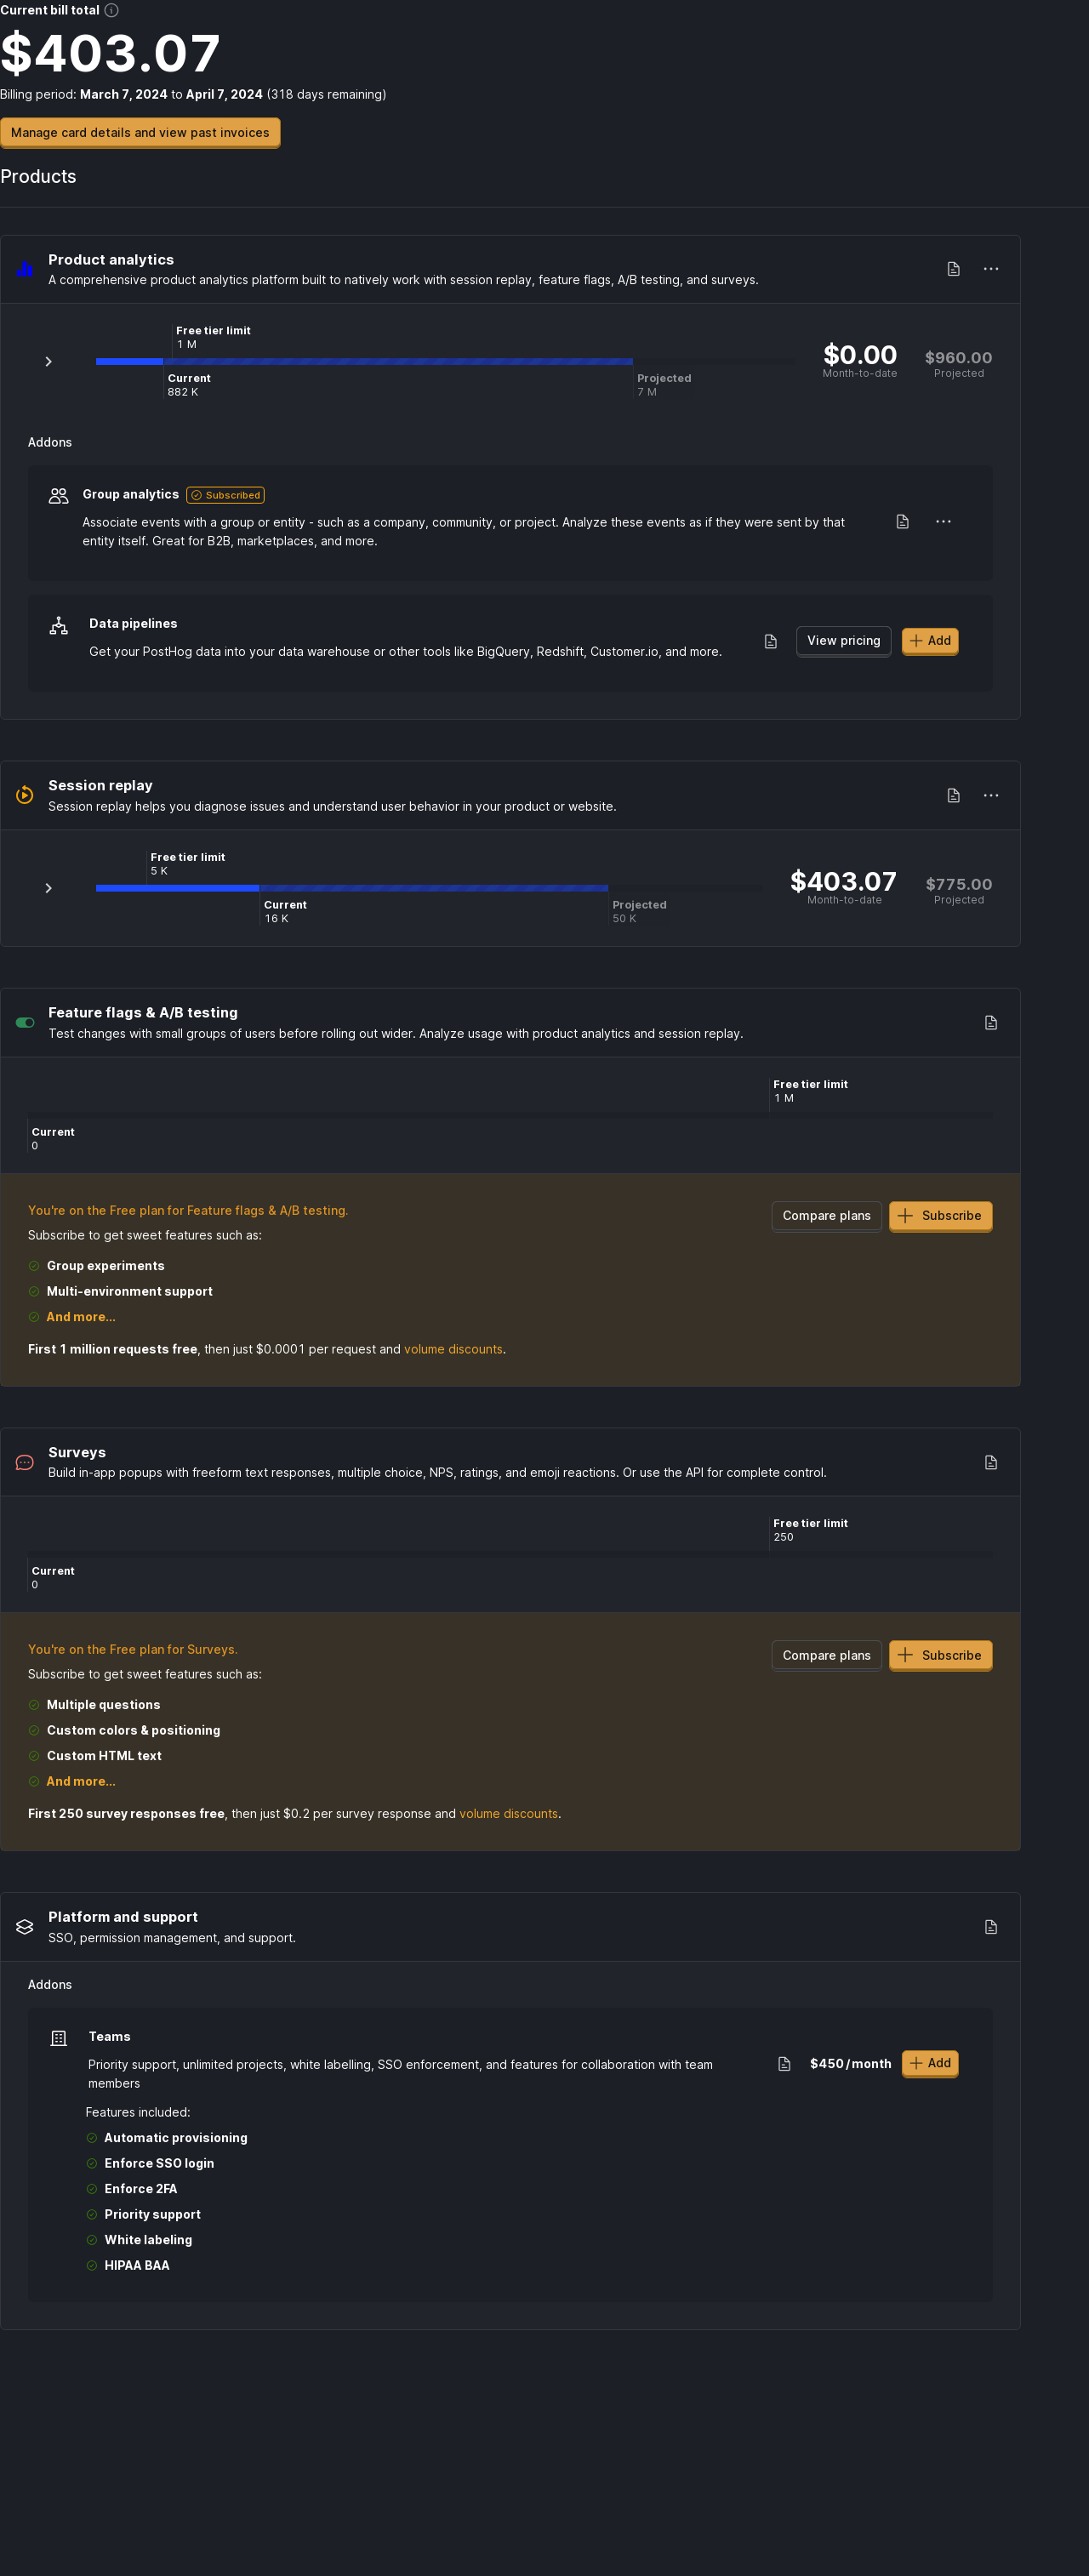 Current bill total
$403.07
Billing period: March 7, 2024 to April 7, 2024 (318 days remaining)
Manage card details and view past invoices
Products
Product analytics
A comprehensive product analytics platform built to natively work with session replay, feature flags, A/B testing, and surveys.
Free tier limit
1 M
Current
882 K
Projected
7 M
$0.00
Month-to-date
$960.00
Projected
Addons
Group analytics
Subscribed
Associate events with a group or entity - such as a company, community, or project. Analyze these events as if they were sent by that
entity itself. Great for B2B, marketplaces, and more.
Data pipelines
Get your PostHog data into your data warehouse or other tools like BigQuery, Redshift, Customer.io, and more.
View pricing
Add
Session replay
Session replay helps you diagnose issues and understand user behavior in your product or website.
Free tier limit
5 K
Current
16 K
Projected
50 K
$403.07
Month-to-date
$775.00
Projected
Feature flags & A/B testing
Test changes with small groups of users before rolling out wider. Analyze usage with product analytics and session replay.
Free tier limit
1 M
Current
0
You're on the Free plan for Feature flags & A/B testing.
Compare plans
Subscribe
Subscribe to get sweet features such as:
Group experiments
Multi-environment support
And more...
First 1 million requests free, then just $0.0001 per request and volume discounts.
Surveys
Build in-app popups with freeform text responses, multiple choice, NPS, ratings, and emoji reactions. Or use the API for complete control.
Free tier limit
250
Current
0
You're on the Free plan for Surveys.
Compare plans
Subscribe
Subscribe to get sweet features such as:
Multiple questions
Custom colors & positioning
Custom HTML text
And more...
First 250 survey responses free, then just $0.2 per survey response and volume discounts.
Platform and support
SSO, permission management, and support.
Addons
Teams
Priority support, unlimited projects, white labelling, SSO enforcement, and features for collaboration with team
members
$450/month
Add
Features included:
Automatic provisioning
Enforce SSO login
Enforce 2FA
Priority support
White labeling
HIPAA BAA